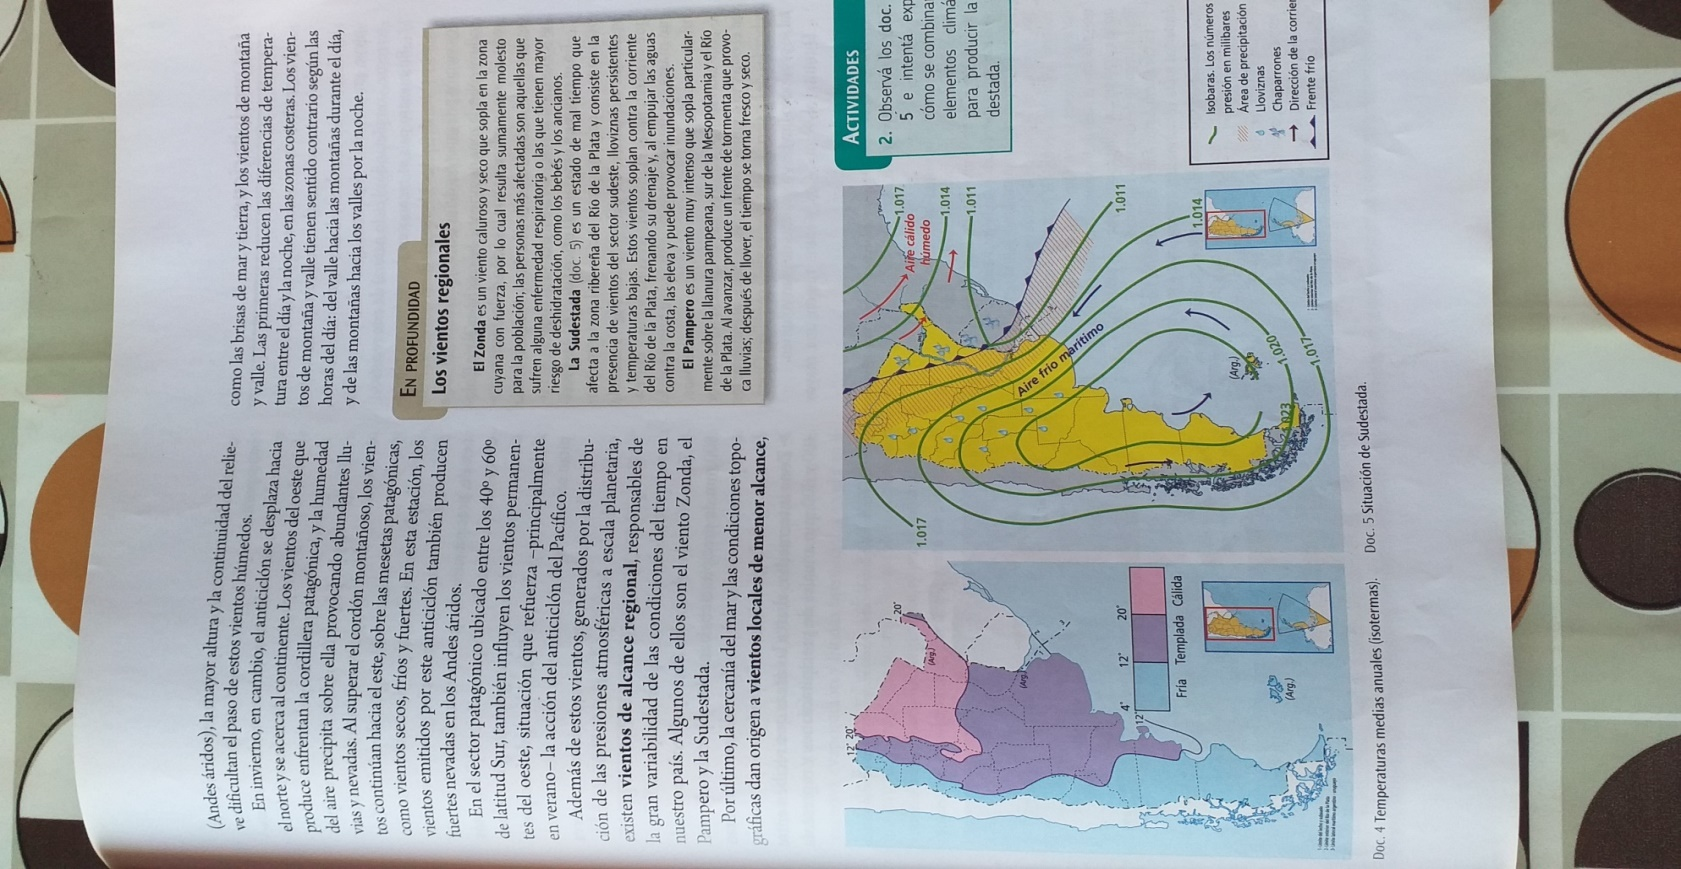 (Andes áridos), la mayor altura y la continuidad del relie-
ve dificultan el paso de estos vientos húmedos.
En invierno, en cambio, el anticiclón se desplaza hacia
el norte y se acerca al continente. Los vientos del oeste que
produce enfrentan la cordillera patagónica, y la humedad
del aire precipita sobre ella provocando abundantes llu-
vias y nevadas. Al superar el cordón montañoso, los vien-
tos continúan hacia el este, sobre las mesetas patagónicas,
como vientos secos, fríos y fuertes. En esta estación, los
vientos emitidos por este anticiclón también producen
fuertes nevadas en los Andes áridos.
En el sector patagónico ubicado entre los 40º y 60º
de latitud Sur, también influyen los vientos permanen-
tes del oeste, situación que refuerza –principalmente
en verano– la acción del anticiclón del Pacífico.
Además de estos vientos, generados por la distribu-
ción de las presiones atmosféricas a escala planetaria,
existen vientos de alcance regional, responsables de
la gran variabilidad de las condiciones del tiempo en
nuestro país. Algunos de ellos son el viento Zonda, el
Pampero y la Sudestada.
Por último, la cercanía del mar y las condiciones topo-
gráficas dan origen a vientos locales de menor alcance,
como las brisas de mar y tierra, y los vientos de montaña
y valle. Las primeras reducen las diferencias de tempera-
tura entre el día y la noche, en las zonas costeras. Los vien-
tos de montaña y valle tienen sentido contrario según las
horas del día: del valle hacia las montañas durante el día,
y de las montañas hacia los valles por la noche.
EN PROFUNDIDAD
Los vientos regionales
El Zonda es un viento caluroso y seco que sopla en la zona
cuyana con fuerza, por lo cual resulta sumamente molesto
para la población; las personas más afectadas son aquellas que
sufren alguna enfermedad respiratoria o las que tienen mayor
riesgo de deshidratación, como los bebés y los ancianos.
La Sudestada (doc. 5) es un estado de mal tiempo que
afecta a la zona ribereña del Río de la Plata y consiste en la
presencia de vientos del sector sudeste, lloviznas persistentes
y temperaturas bajas. Estos vientos soplan contra la corriente
del Río de la Plata, frenando su drenaje y, al empujar las aguas
contra la costa, las eleva y puede provocar inundaciones.
El Pampero es un viento muy intenso que sopla particular-
mente sobre la llanura pampeana, sur de la Mesopotamia y el Río
de la Plata. Al avanzar, produce un frente de tormenta que provo-
ca lluvias; después de llover, el tiempo se torna fresco y seco.
12° 20°
20°
(Arg.)
(Arg.)
12°
4° 12° 20°
Fría Templada Cálida
(Arg.)
Doc. 4 Temperaturas medias anuales (isotermas).
1.017
1.017
Aire cálido
húmedo
1.014
1.011
Aire frío marítimo
1.011
1.014
(Arg.)
1.020
1.017
Doc. 5 Situación de Sudestada.
ACTIVIDADES
2. Observá los doc.
5 e intentá exp
cómo se combina
elementos climá
para producir la
destada.
Isobaras. Los números
presión en milibares
Área de precipitación
Lloviznas
Chaparrones
Dirección de la corrie
Frente frío